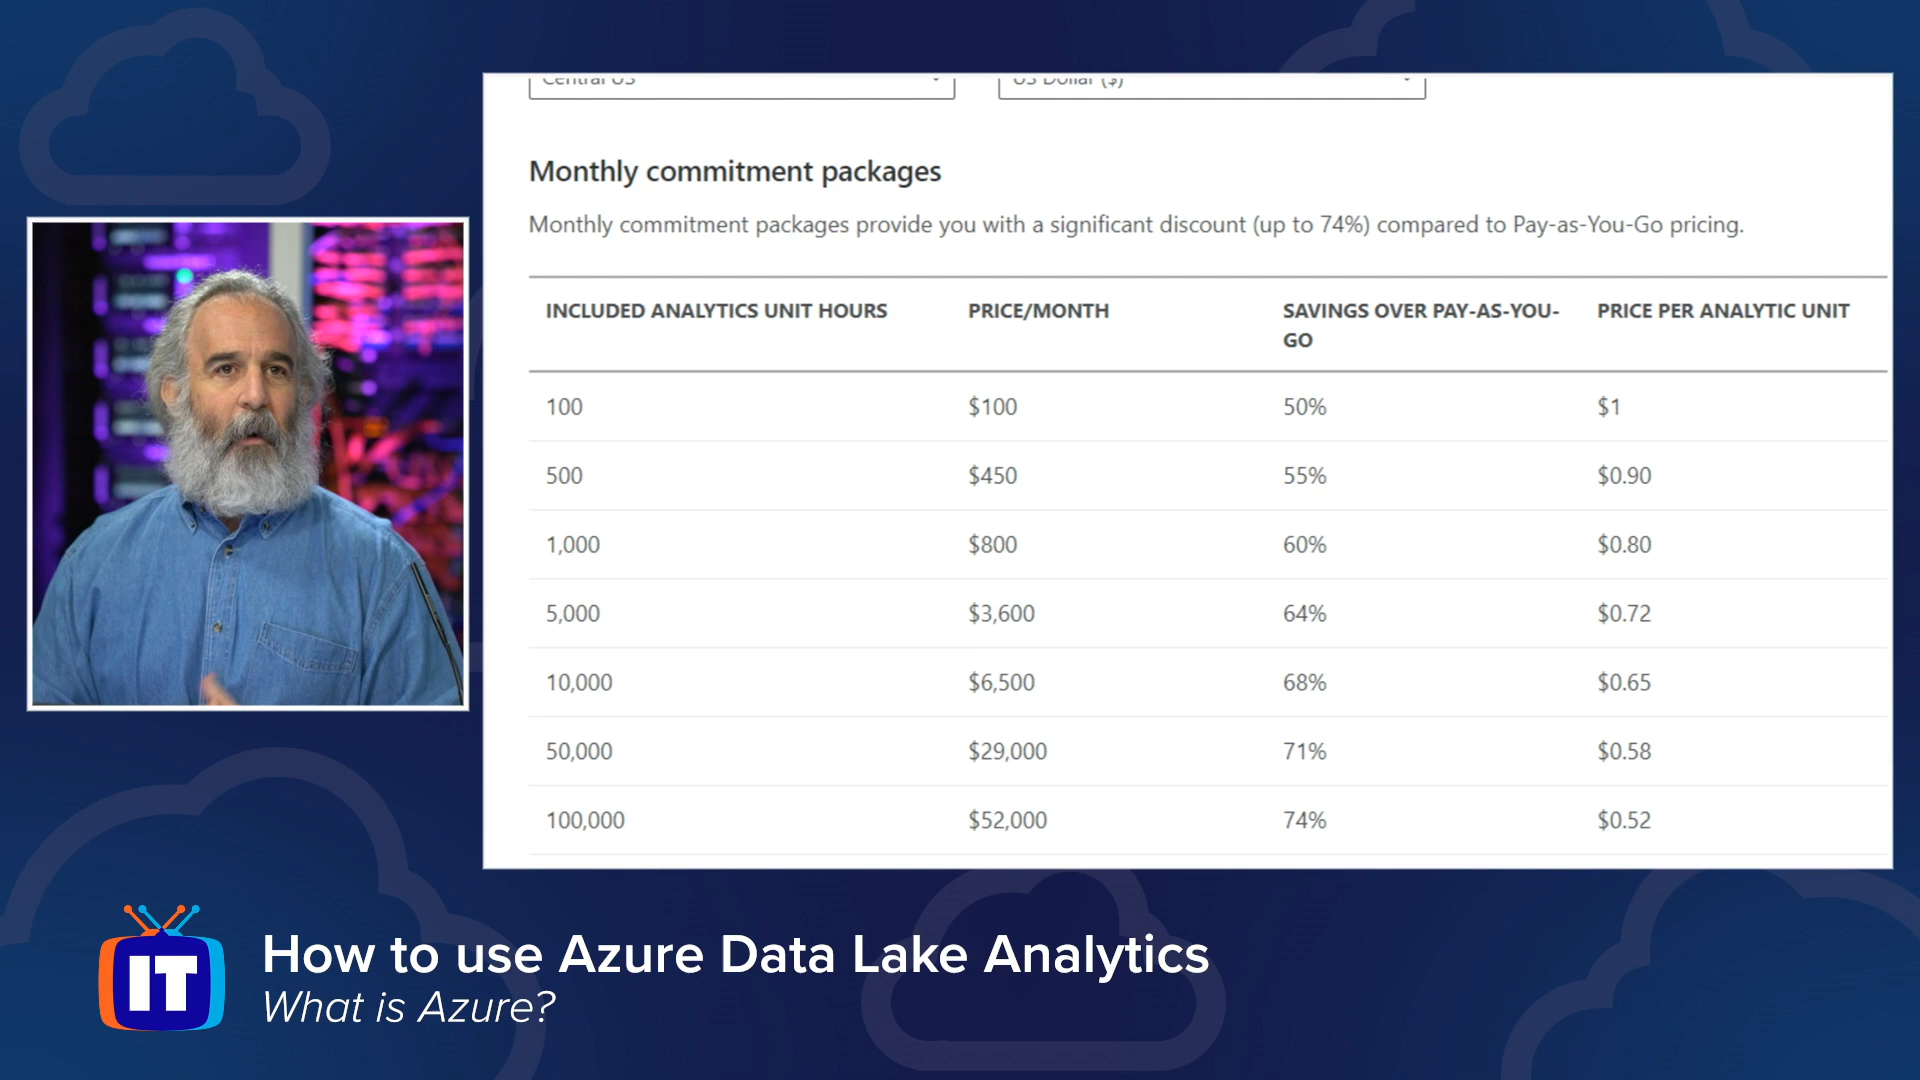 Central US
US Dollar ($)
Monthly commitment packages
Monthly commitment packages provide you with a significant discount (up to 74%) compared to Pay-as-You-Go pricing.
INCLUDED ANALYTICS UNIT HOURS PRICE/MONTH SAVINGS OVER PAY-AS-YOU-GO PRICE PER ANALYTIC UNIT
100 $100 50% $1
500 $450 55% $0.90
1,000 $800 60% $0.80
5,000 $3,600 64% $0.72
10,000 $6,500 68% $0.65
50,000 $29,000 71% $0.58
100,000 $52,000 74% $0.52
IT
How to use Azure Data Lake Analytics
What is Azure?